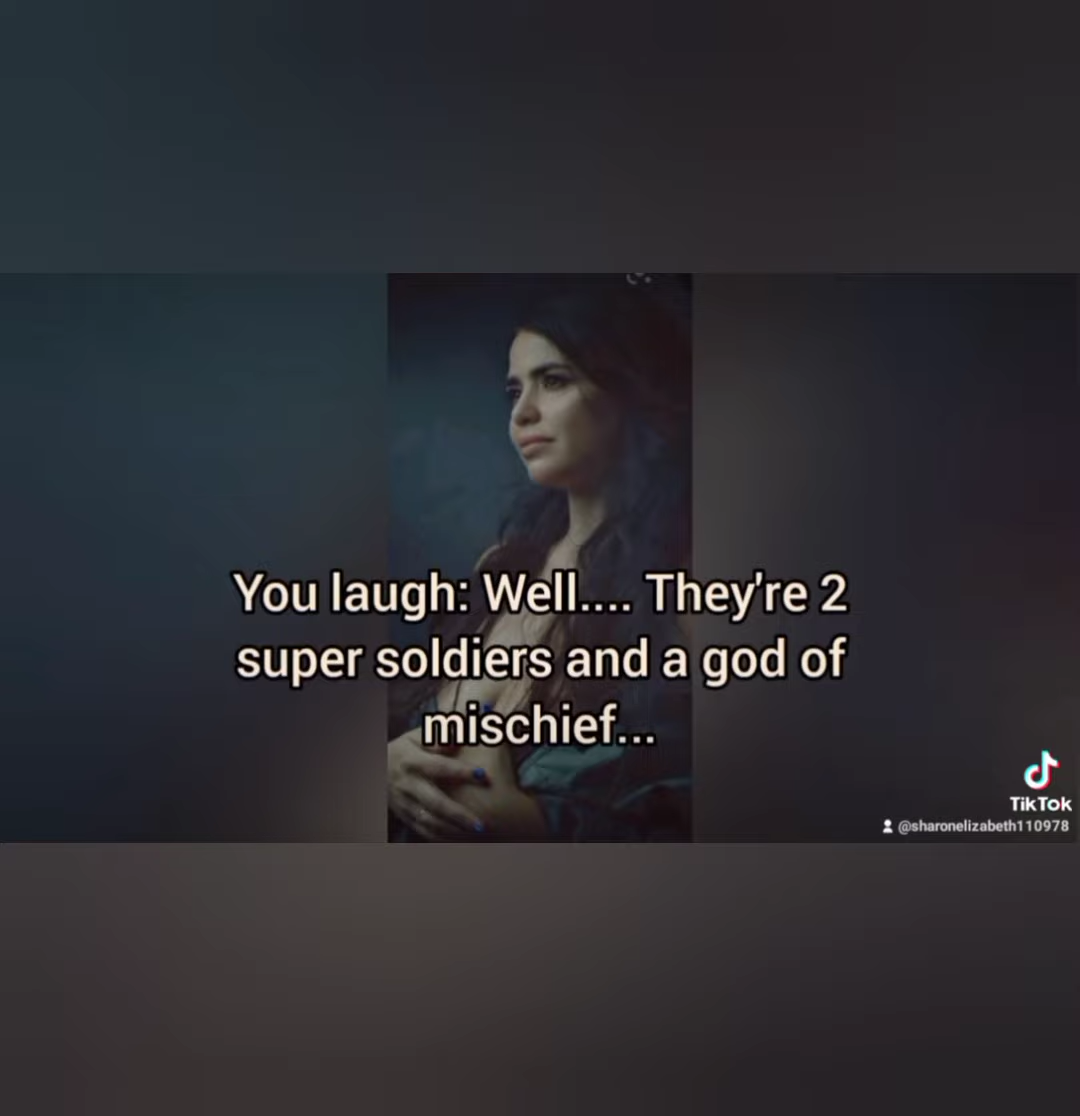 You laugh: Well.... They're 2
super soldiers and a god of
mischief...
TikTok
@sharonelizabeth110978